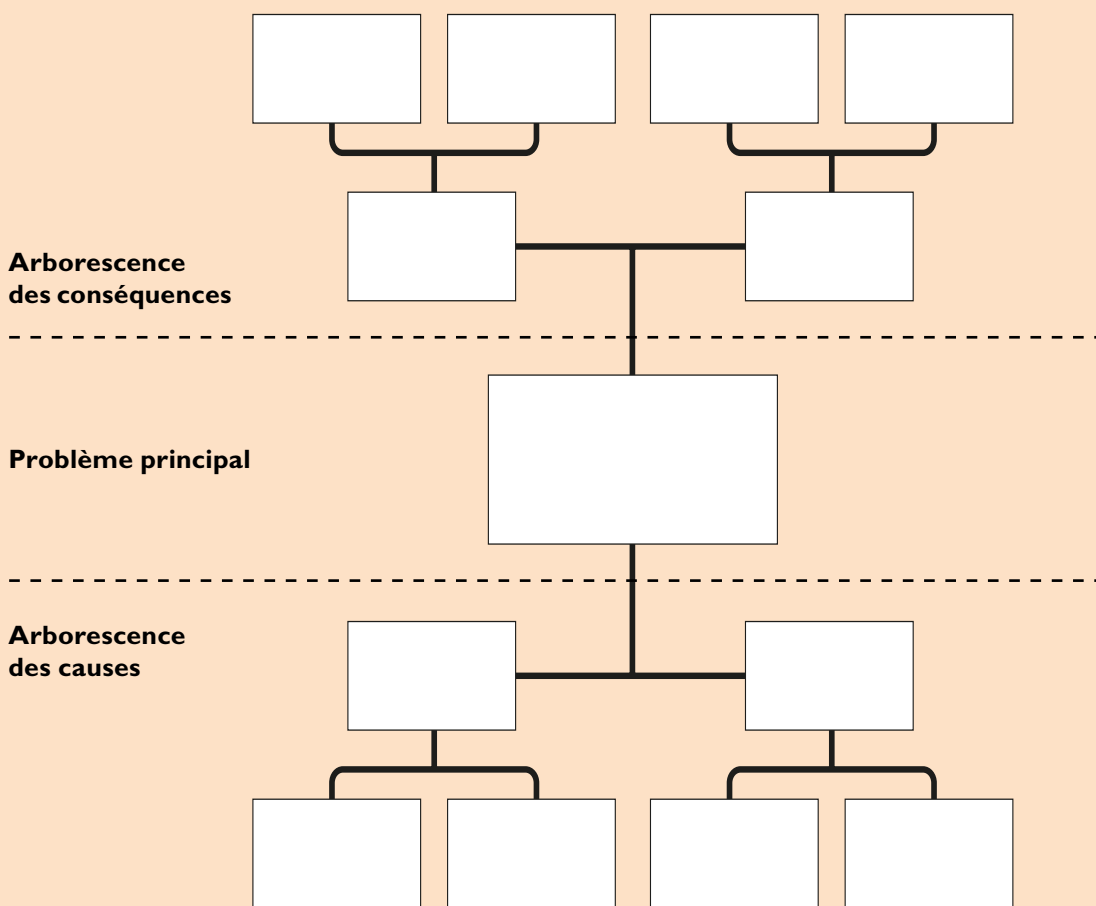 Arborescence
des conséquences
Problème principal
Arborescence
des causes